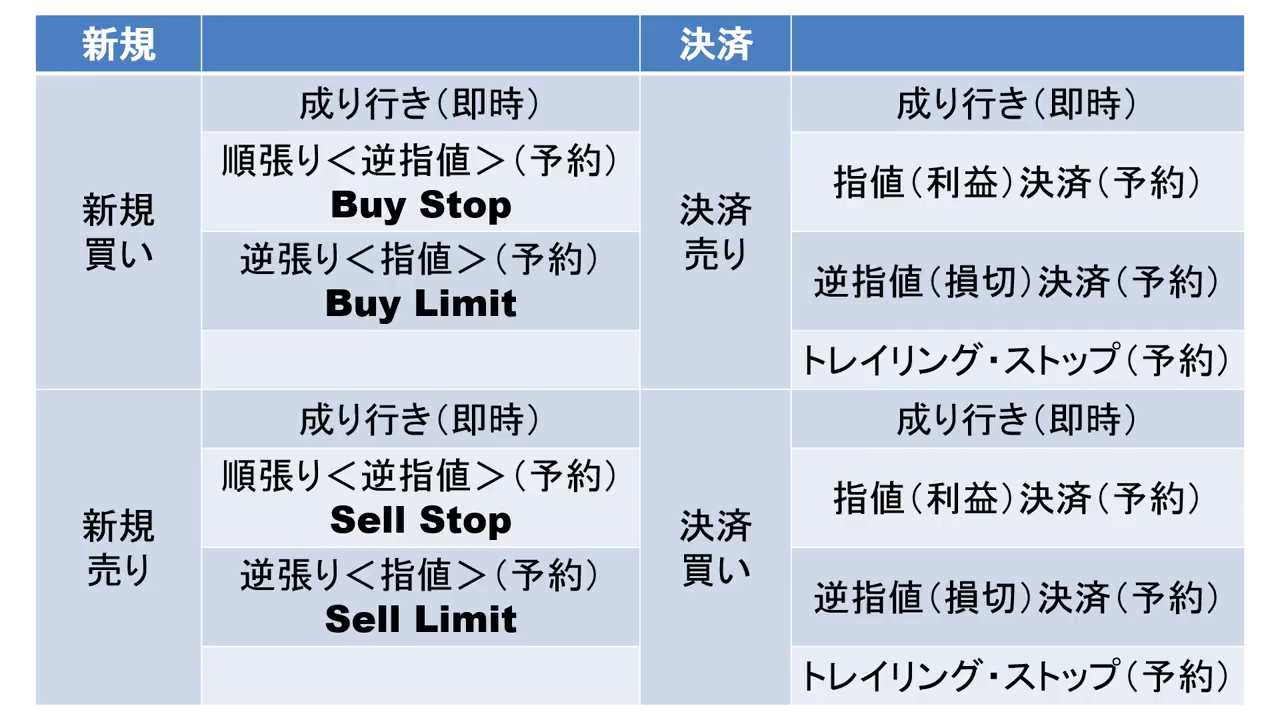 新規
決済
新規
買い
成り行き（即時）
順張り＜逆指値＞（予約）
Buy Stop
逆張り＜指値＞（予約）
Buy Limit
決済
売り
成り行き（即時）
指値（利益）決済（予約）
逆指値（損切）決済（予約）
トレイリング・ストップ（予約）
新規
売り
成り行き（即時）
順張り＜逆指値＞（予約）
Sell Stop
逆張り＜指値＞（予約）
Sell Limit
決済
買い
成り行き（即時）
指値（利益）決済（予約）
逆指値（損切）決済（予約）
トレイリング・ストップ（予約）